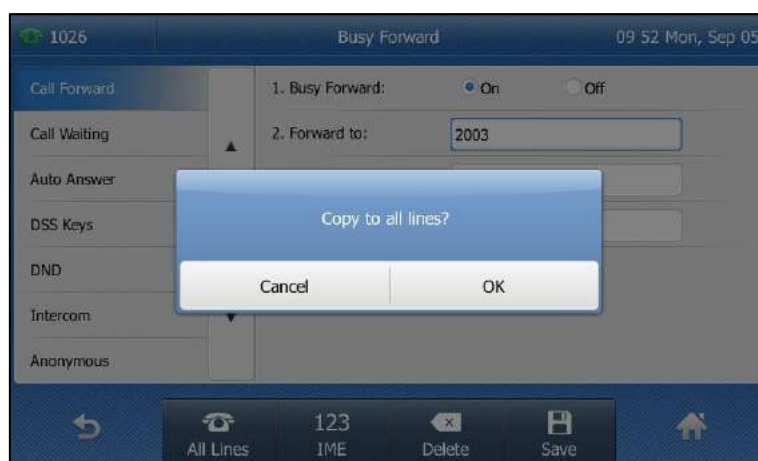 1026 Busy Forward 09 52 Mon, Sep 05
Call Forward
1. Busy Forward: On Off
Call Waiting
2. Forward to: 2003
Auto Answer
DSS Keys
DND
Intercom
Anonymous
Copy to all lines?
Cancel OK
All Lines
123
IME
Delete
Save